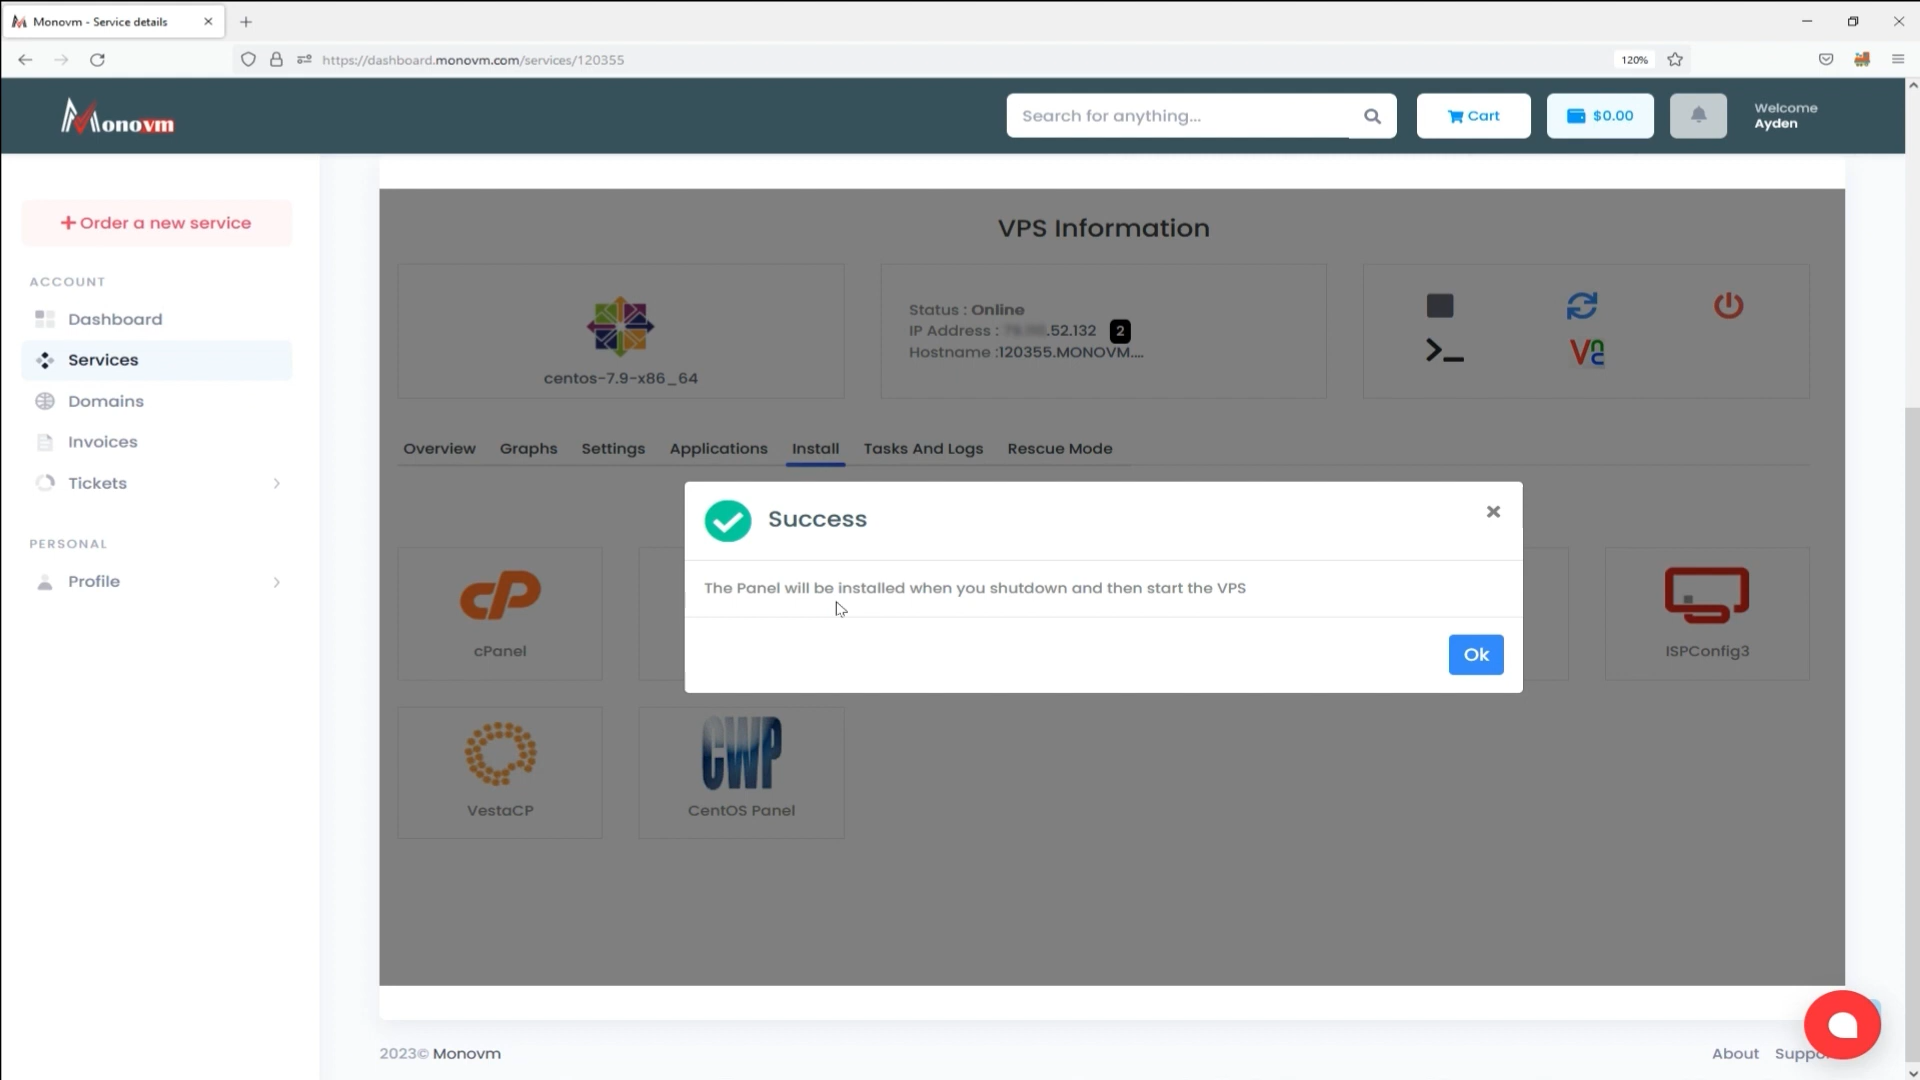 Monovm - Service details
https://dashboard.monovm.com/services/120355
120%
Monovm
Search for anything...
Cart
$0.00
Welcome
Ayden
+ Order a new service
ACCOUNT
Dashboard
Services
Domains
Invoices
Tickets
PERSONAL
Profile
VPS Information
centos-7.9-x86_64
Status : Online
IP Address : .52.132 2
Hostname :120355.MONOVM....
VNC
Overview Graphs Settings Applications Install Tasks And Logs Rescue Mode
Success
The Panel will be installed when you shutdown and then start the VPS
Ok
cP
cPanel
ISPConfig3
VestaCP
CWP
CentOS Panel
2023© Monovm
About Suppo